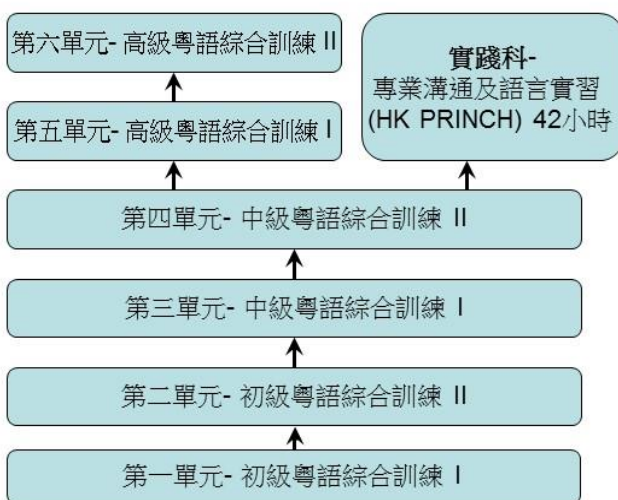 第六單元- 高級粵語綜合訓練 II
第五單元- 高級粵語綜合訓練 I
實踐科-
專業溝通及語言實習
(HK PRINCH) 42小時
第四單元- 中級粵語綜合訓練 II
第三單元- 中級粵語綜合訓練 I
第二單元- 初級粵語綜合訓練 II
第一單元- 初級粵語綜合訓練 I